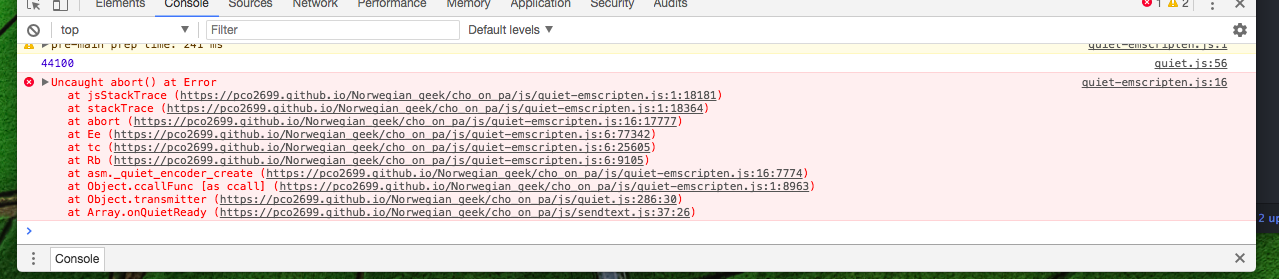 Elements Console Sources Network Performance Memory Application Security Audits 1 2
top Filter Default levels
pre-main prep time: 241 ms quiet-emscripten.js:1
44100 quiet.js:56
Uncaught abort() at Error quiet-emscripten.js:16
at jsStackTrace (https://pco2699.github.io/Norwegian_geek/cho_on_pa/js/quiet-emscripten.js:1:18181)
at stackTrace (https://pco2699.github.io/Norwegian_geek/cho_on_pa/js/quiet-emscripten.js:1:18364)
at abort (https://pco2699.github.io/Norwegian_geek/cho_on_pa/js/quiet-emscripten.js:16:17777)
at Ee (https://pco2699.github.io/Norwegian_geek/cho_on_pa/js/quiet-emscripten.js:6:77342)
at tc (https://pco2699.github.io/Norwegian_geek/cho_on_pa/js/quiet-emscripten.js:6:25605)
at Rb (https://pco2699.github.io/Norwegian_geek/cho_on_pa/js/quiet-emscripten.js:6:9105)
at asm._quiet_encoder_create (https://pco2699.github.io/Norwegian_geek/cho_on_pa/js/quiet-emscripten.js:16:7774)
at Object.ccallFunc [as ccall] (https://pco2699.github.io/Norwegian_geek/cho_on_pa/js/quiet-emscripten.js:1:8963)
at Object.transmitter (https://pco2699.github.io/Norwegian_geek/cho_on_pa/js/quiet.js:286:30)
at Array.onQuietReady (https://pco2699.github.io/Norwegian_geek/cho_on_pa/js/sendtext.js:37:26)
2 up
Console